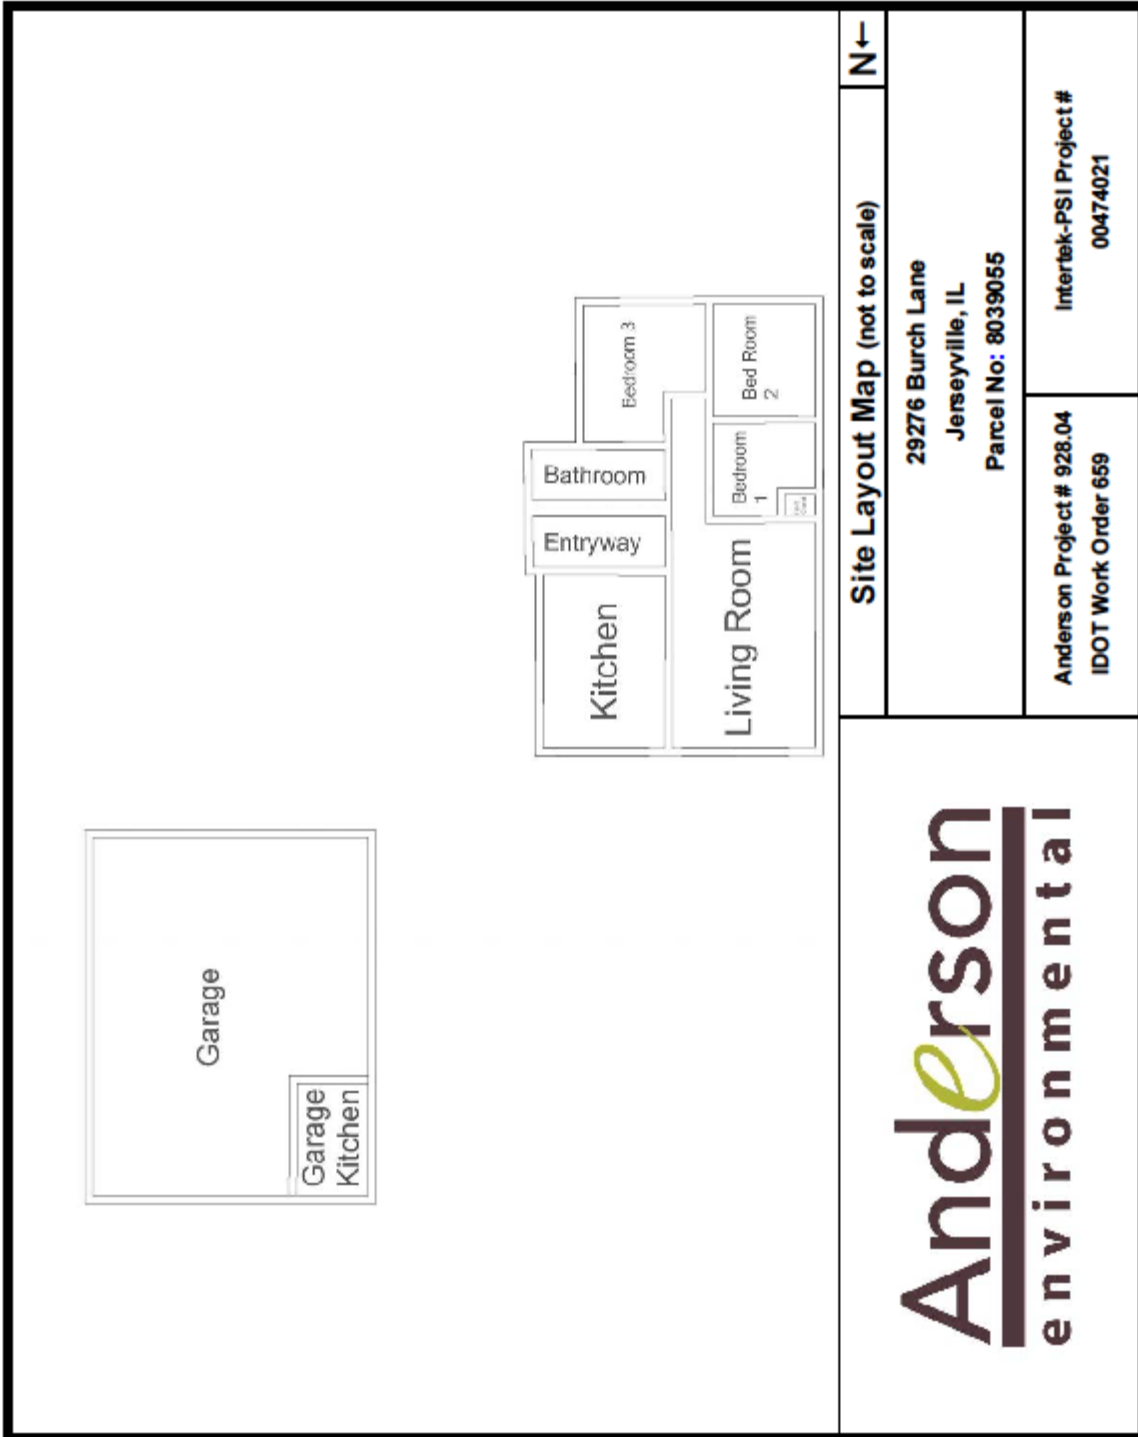 Garage
Garage
Kitchen
Kitchen
Entryway
Bathroom
Bedroom 3
Living Room
Bedroom
1
Bed Room
2
Anderson
environmental
Site Layout Map (not to scale)
N←
29276 Burch Lane
Jerseyville, IL
Parcel No: 8039055
Anderson Project # 928.04
IDOT Work Order 659
Intertek-PSI Project #
00474021